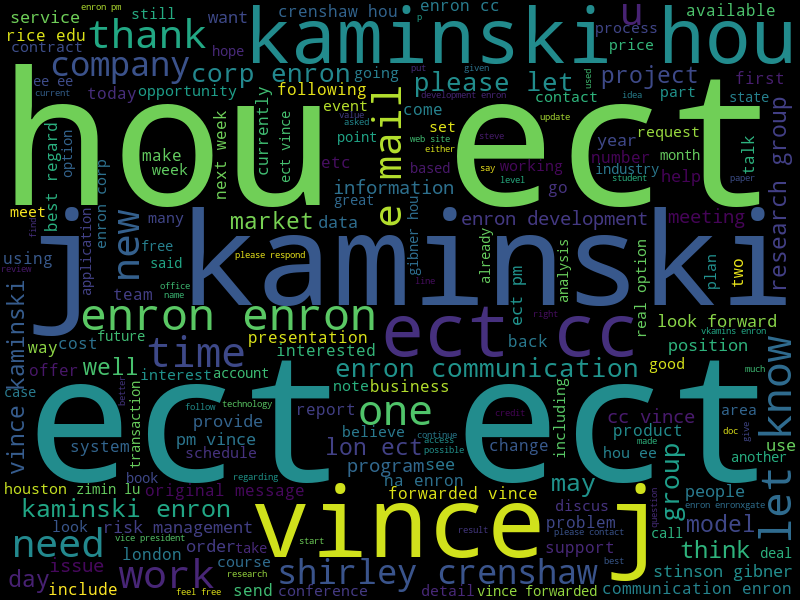 enron pm
still
want
crenshaw hou
enron cc
kaminski hou
u
p
available
service
thank
process
price
rice edu
contract
hope
company
corp enron
going
please let
put
given
used
project
first
ee ee
current
today
opportunity
following
event
mail
e
come
contact
development enron
value
asked
idea
part
state
hou ect
best regard
option
make
week
next week
currently
ect vince
point
set
web site
either
steve
update
year
number
request
month
talk
research group
etc
information
based
working
say
level
student
industry
paper
help
go
meet
new
many
market
great
data
gibner hou
enron development
meeting
j kaminski
find
using
review
application
enron corp
free
said
team
please respond
office
name
already
analysis
real option
plan
two
line
right
enron enron
presentation
ect cc
ect pm
look forward
way
cost
future
time
interested
back
position
offer
well
interest
account
enron communication
good
much
vince kaminski
case
better
transaction
note
business
one
report
including
cc vince
area
let know
ect ect
follow
technology
credit
made
doc
give
provide
believe
access
possible
continue
change
product
use
system
pm vince
schedule
lon ect
hou ee
another
book
regarding
program
see
na enron
group
people
houston zimin lu
original message
forwarded vince
may
kaminski enron
vince j
discus
question
model
call
look
risk management
problem
need
vice president
london
order
take
start
result
please contact
support
think
deal
issue
course
best
stinson gibner
day
include
work
research
feel free
send
conference
shirley crenshaw
detail
vince forwarded
communication enron
enron enronxgate